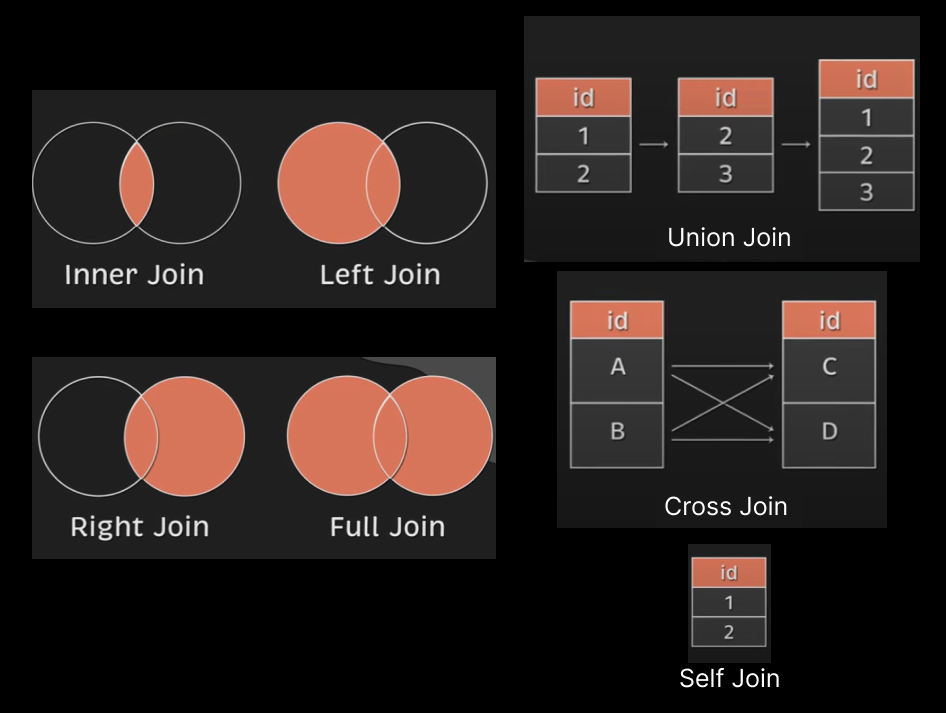 Inner Join
Left Join
Right Join
Full Join
id
1
2
id
2
3
id
1
2
3
Union Join
id
A
B
id
C
D
Cross Join
id
1
2
Self Join